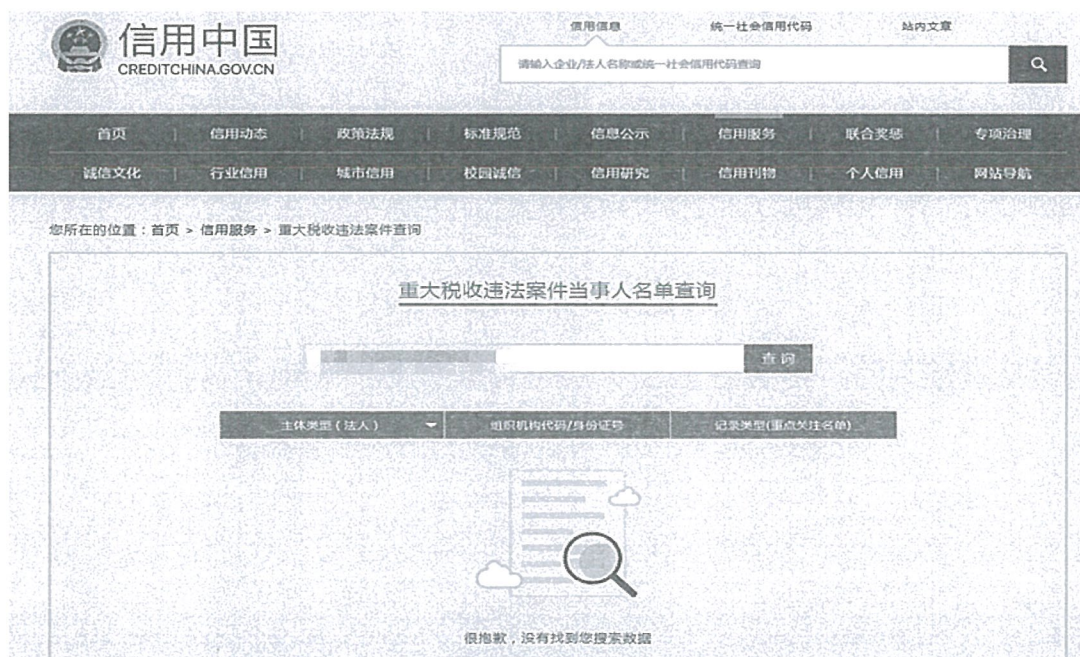 信用信息 统一社会信用代码 站内文章
信用中国
CREDITCHINA.GOV.CN
请输入企业/法人名称或统一社会信用代码查询
首页 信用动态 政策法规 标准规范 信息公示 信用服务 联合奖惩 专项治理
诚信文化 行业信用 城市信用 校园诚信 信用研究 信用刊物 个人信用 网站导航
您所在的位置：首页 > 信用服务 > 重大税收违法案件查询
重大税收违法案件当事人名单查询
查询
主体类型（法人） 组织机构代码/身份证号 记录类型(重点关注名单)
很抱歉，没有找到您搜索数据